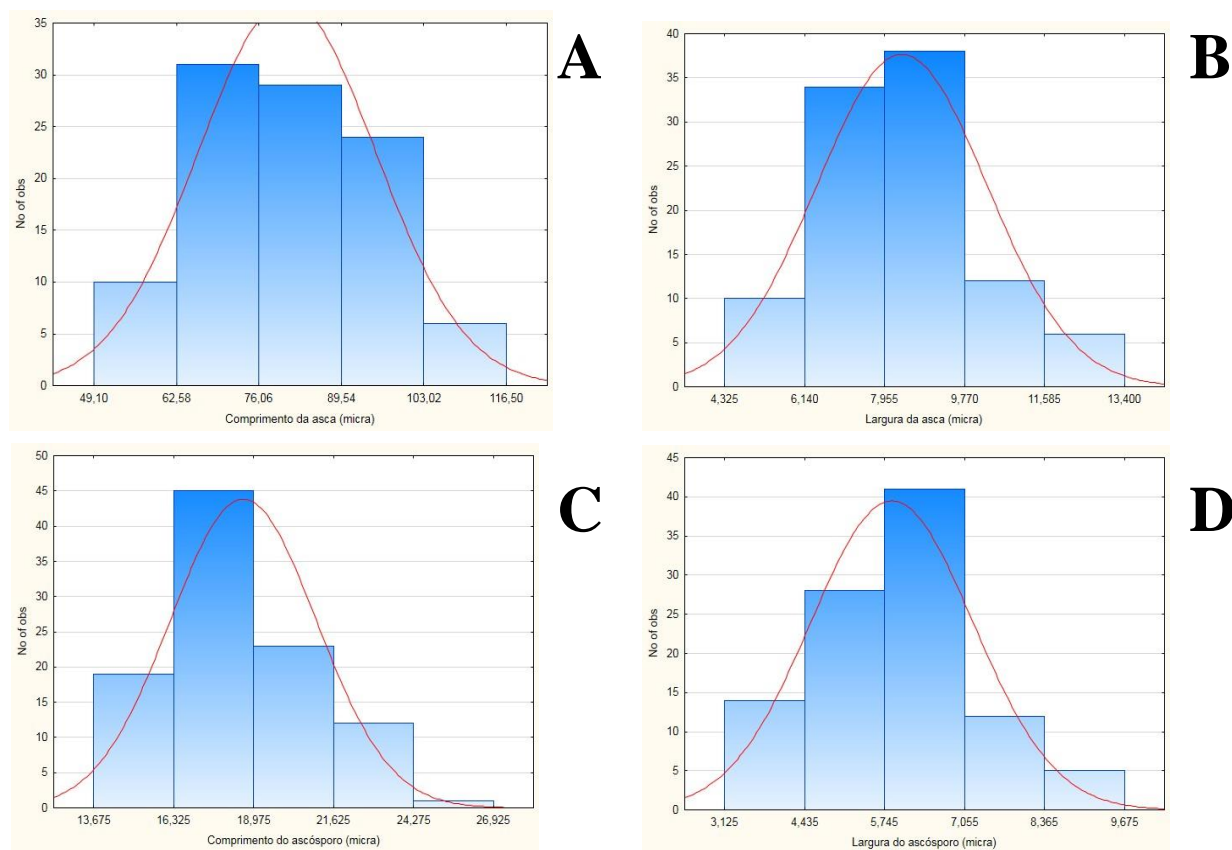 A
35
30
25
20
15
10
5
0
No of obs
49,10 62,58 76,06 89,54 103,02 116,50
Comprimento da asca (micra)
B
40
35
30
25
20
15
10
5
0
No of obs
4,325 6,140 7,955 9,770 11,585 13,400
Largura da asca (micra)
C
50
45
40
35
30
25
20
15
10
5
0
No of obs
13,675 16,325 18,975 21,625 24,275 26,925
Comprimento do ascósporo (micra)
D
45
40
35
30
25
20
15
10
5
0
No of obs
3,125 4,435 5,745 7,055 8,365 9,675
Largura do ascósporo (micra)